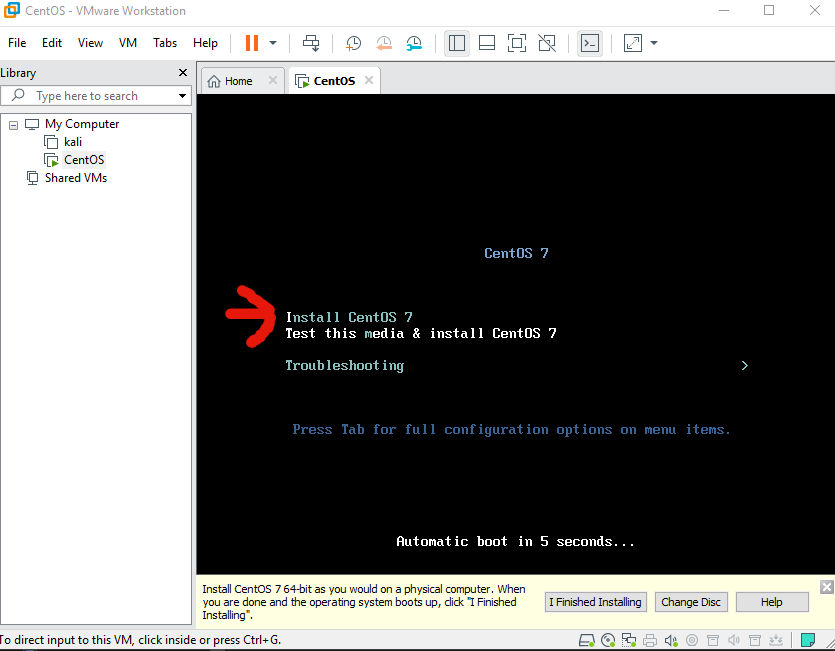 CentOS - VMware Workstation
File Edit View VM Tabs Help
Library
Type here to search
My Computer
kali
CentOS
Shared VMs
Home CentOS
CentOS 7
Install CentOS 7
Test this media & install CentOS 7
Troubleshooting >
Press Tab for full configuration options on menu items.
Automatic boot in 5 seconds...
Install CentOS 7 64-bit as you would on a physical computer. When
you are done and the operating system boots up, click "I Finished
Installing".
I Finished Installing Change Disc Help
To direct input to this VM, click inside or press Ctrl+G.